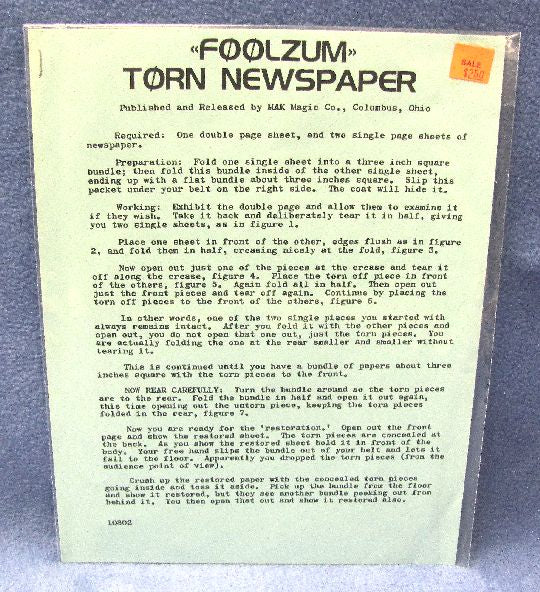 «FØØLZUM»
TØRN NEWSPAPER
SALE
$3.50
Published and Released by MAK Magic Co., Columbus, Ohio
Required: One double page sheet, and two single page sheets of
newspaper.
Preparation: Fold one single sheet into a three inch square
bundle; then fold this bundle inside of the other single sheet,
ending up with a flat bundle about three inches square. Slip this
packet under your belt on the right side. The coat will hide it.
Working: Exhibit the double page and allow them to examine it
if they wish. Take it back and deliberately tear it in half, giving
you two single sheets, as in figure 1.
Place one sheet in front of the other, edges flush as in figure
2, and fold them in half, creasing nicely at the fold, figure 3.
Now open out just one of the pieces at the crease and tear it
off along the crease, figure 4. Place the torn off piece in front
of the others, figure 5. Again fold all in half. Then open out
just the front pieces and tear off again. Continue by placing the
torn off pieces to the front of the others, figure 6.
In other words, one of the two single pieces you started with
always remains intact. After you fold it with the other pieces and
open out, you do not open that one out, just the torn pieces. You
are actually folding the one at the rear smaller and smaller without
tearing it.
This is continued until you have a bundle of papers about three
inches square with the torn pieces to the front.
NOW REAR CAREFULLY: Turn the bundle around so the torn pieces
are to the rear. Fold the bundle in half and open it out again,
this time opening out the untorn piece, keeping the torn pieces
folded in the rear, figure 7.
Now you are ready for the 'restoration.' Open out the front
page and show the restored sheet. The torn pieces are concealed at
the back. As you show the restored sheet hold it in front of the
body. Your free hand slips the bundle out of your belt and lets it
fall to the floor. Apparently you dropped the torn pieces (from the
audience point of view).
Crush up the restored paper with the concealed torn pieces
going inside and toss it aside. Pick up the bundle from the floor
and show it restored, but they see another bundle peeking out from
behind it. You then open that out and show it restored also.
10802